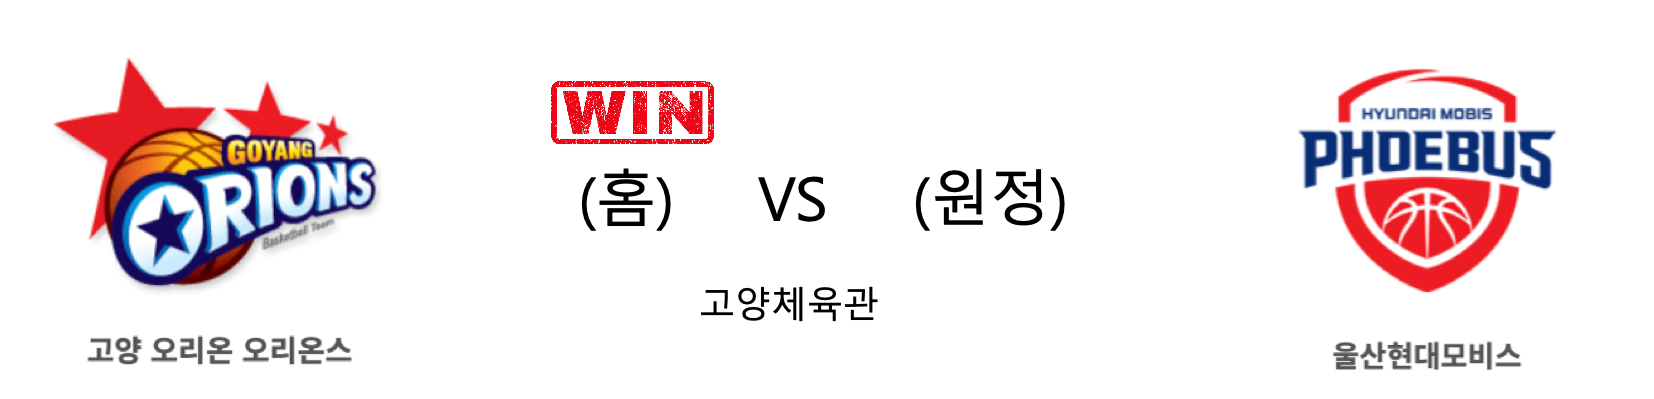 GOYANG
ORIONS
Basketball Team
고양 오리온 오리온스
WIN
(홈) VS (원정)
고양체육관
HYUNDAI MOBIS
PHOEBUS
울산현대모비스